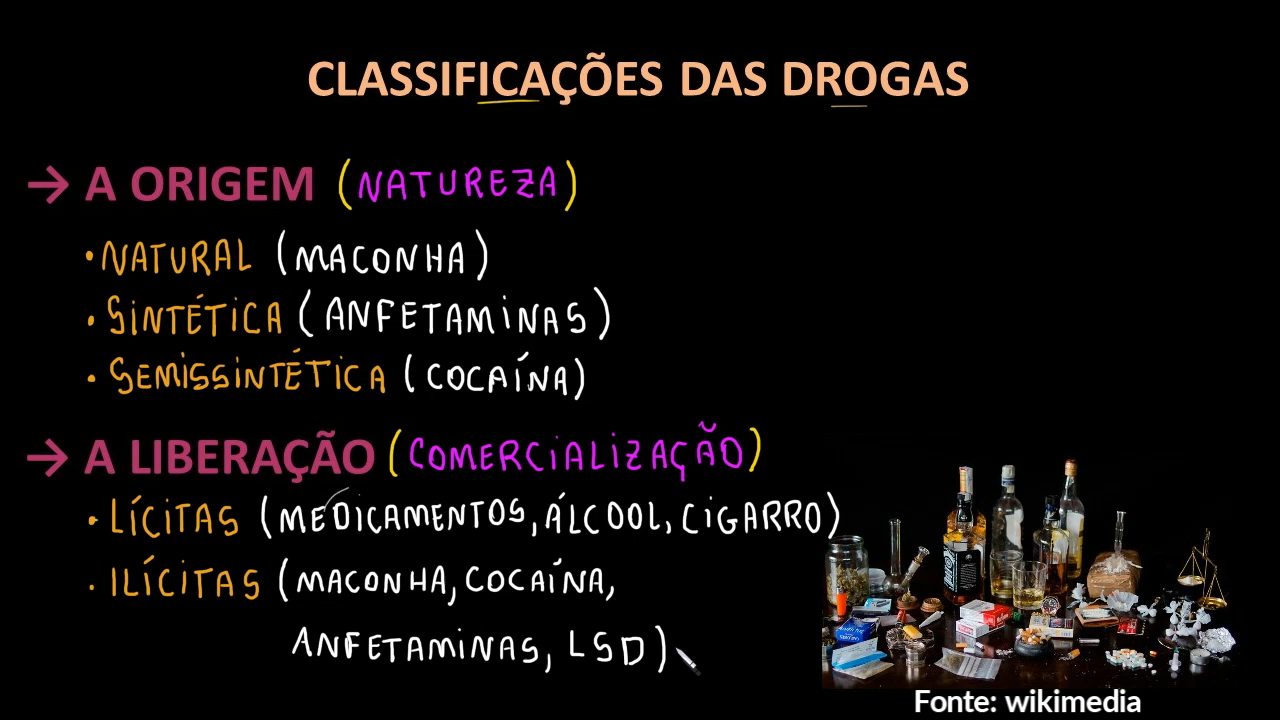 CLASSIFICAÇÕES DAS DROGAS
→ A ORIGEM (NATUREZA)
• NATURAL (MACONHA)
• SINTÉTICA (ANFETAMINAS)
• SEMISSINTÉTICA (COCAÍNA)
→ A LIBERAÇÃO (COMERCIALIZAÇÃO)
• LÍCITAS (MEDICAMENTOS, ÁLCOOL, CIGARRO)
• ILÍCITAS (MACONHA, COCAÍNA,
ANFETAMINAS, LSD)
Fonte: wikimedia